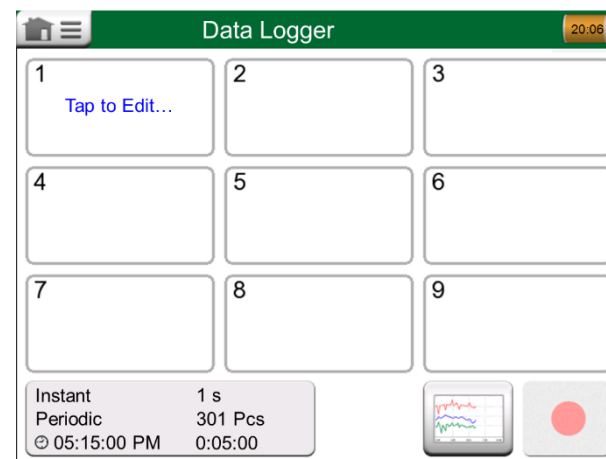 Data Logger
20:06
1
Tap to Edit...
2
3
4
5
6
7
8
9
Instant 1 s
Periodic 301 Pcs
05:15:00 PM 0:05:00